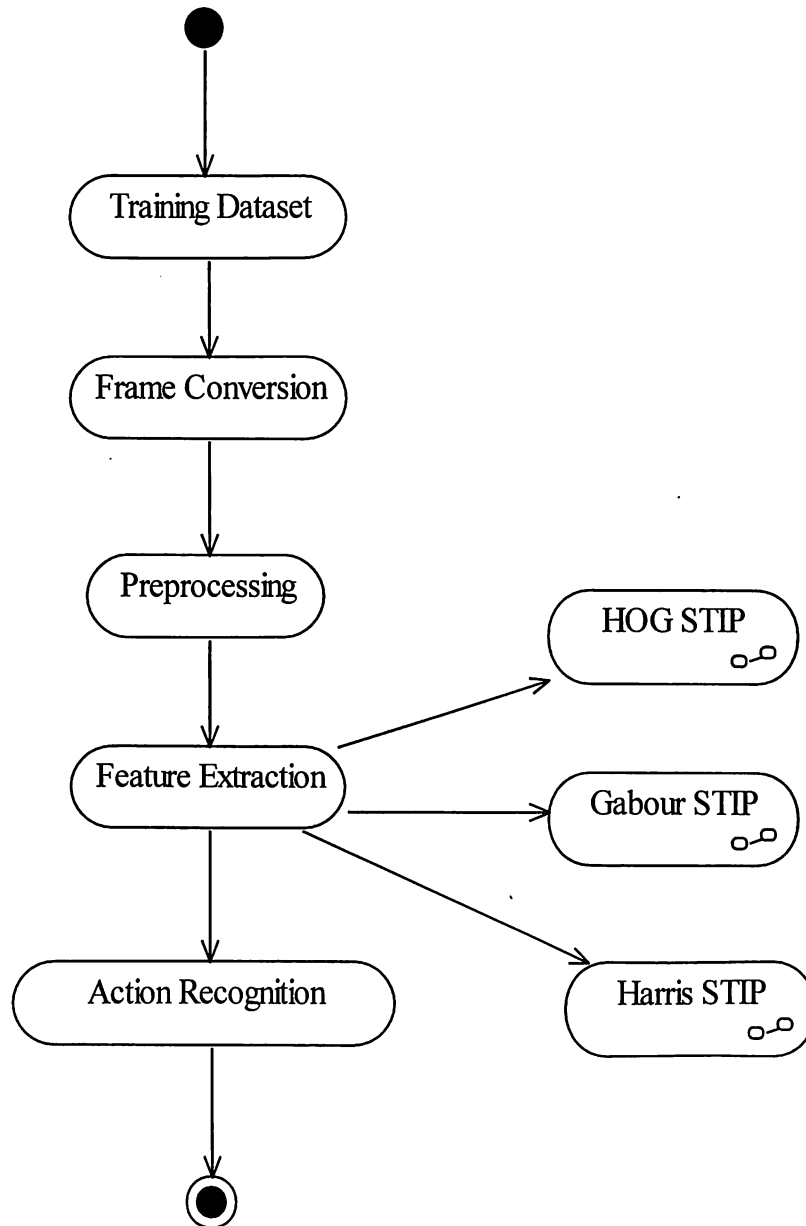 Training Dataset
Frame Conversion
Preprocessing
HOG STIP
Feature Extraction
Gabour STIP
Action Recognition
Harris STIP